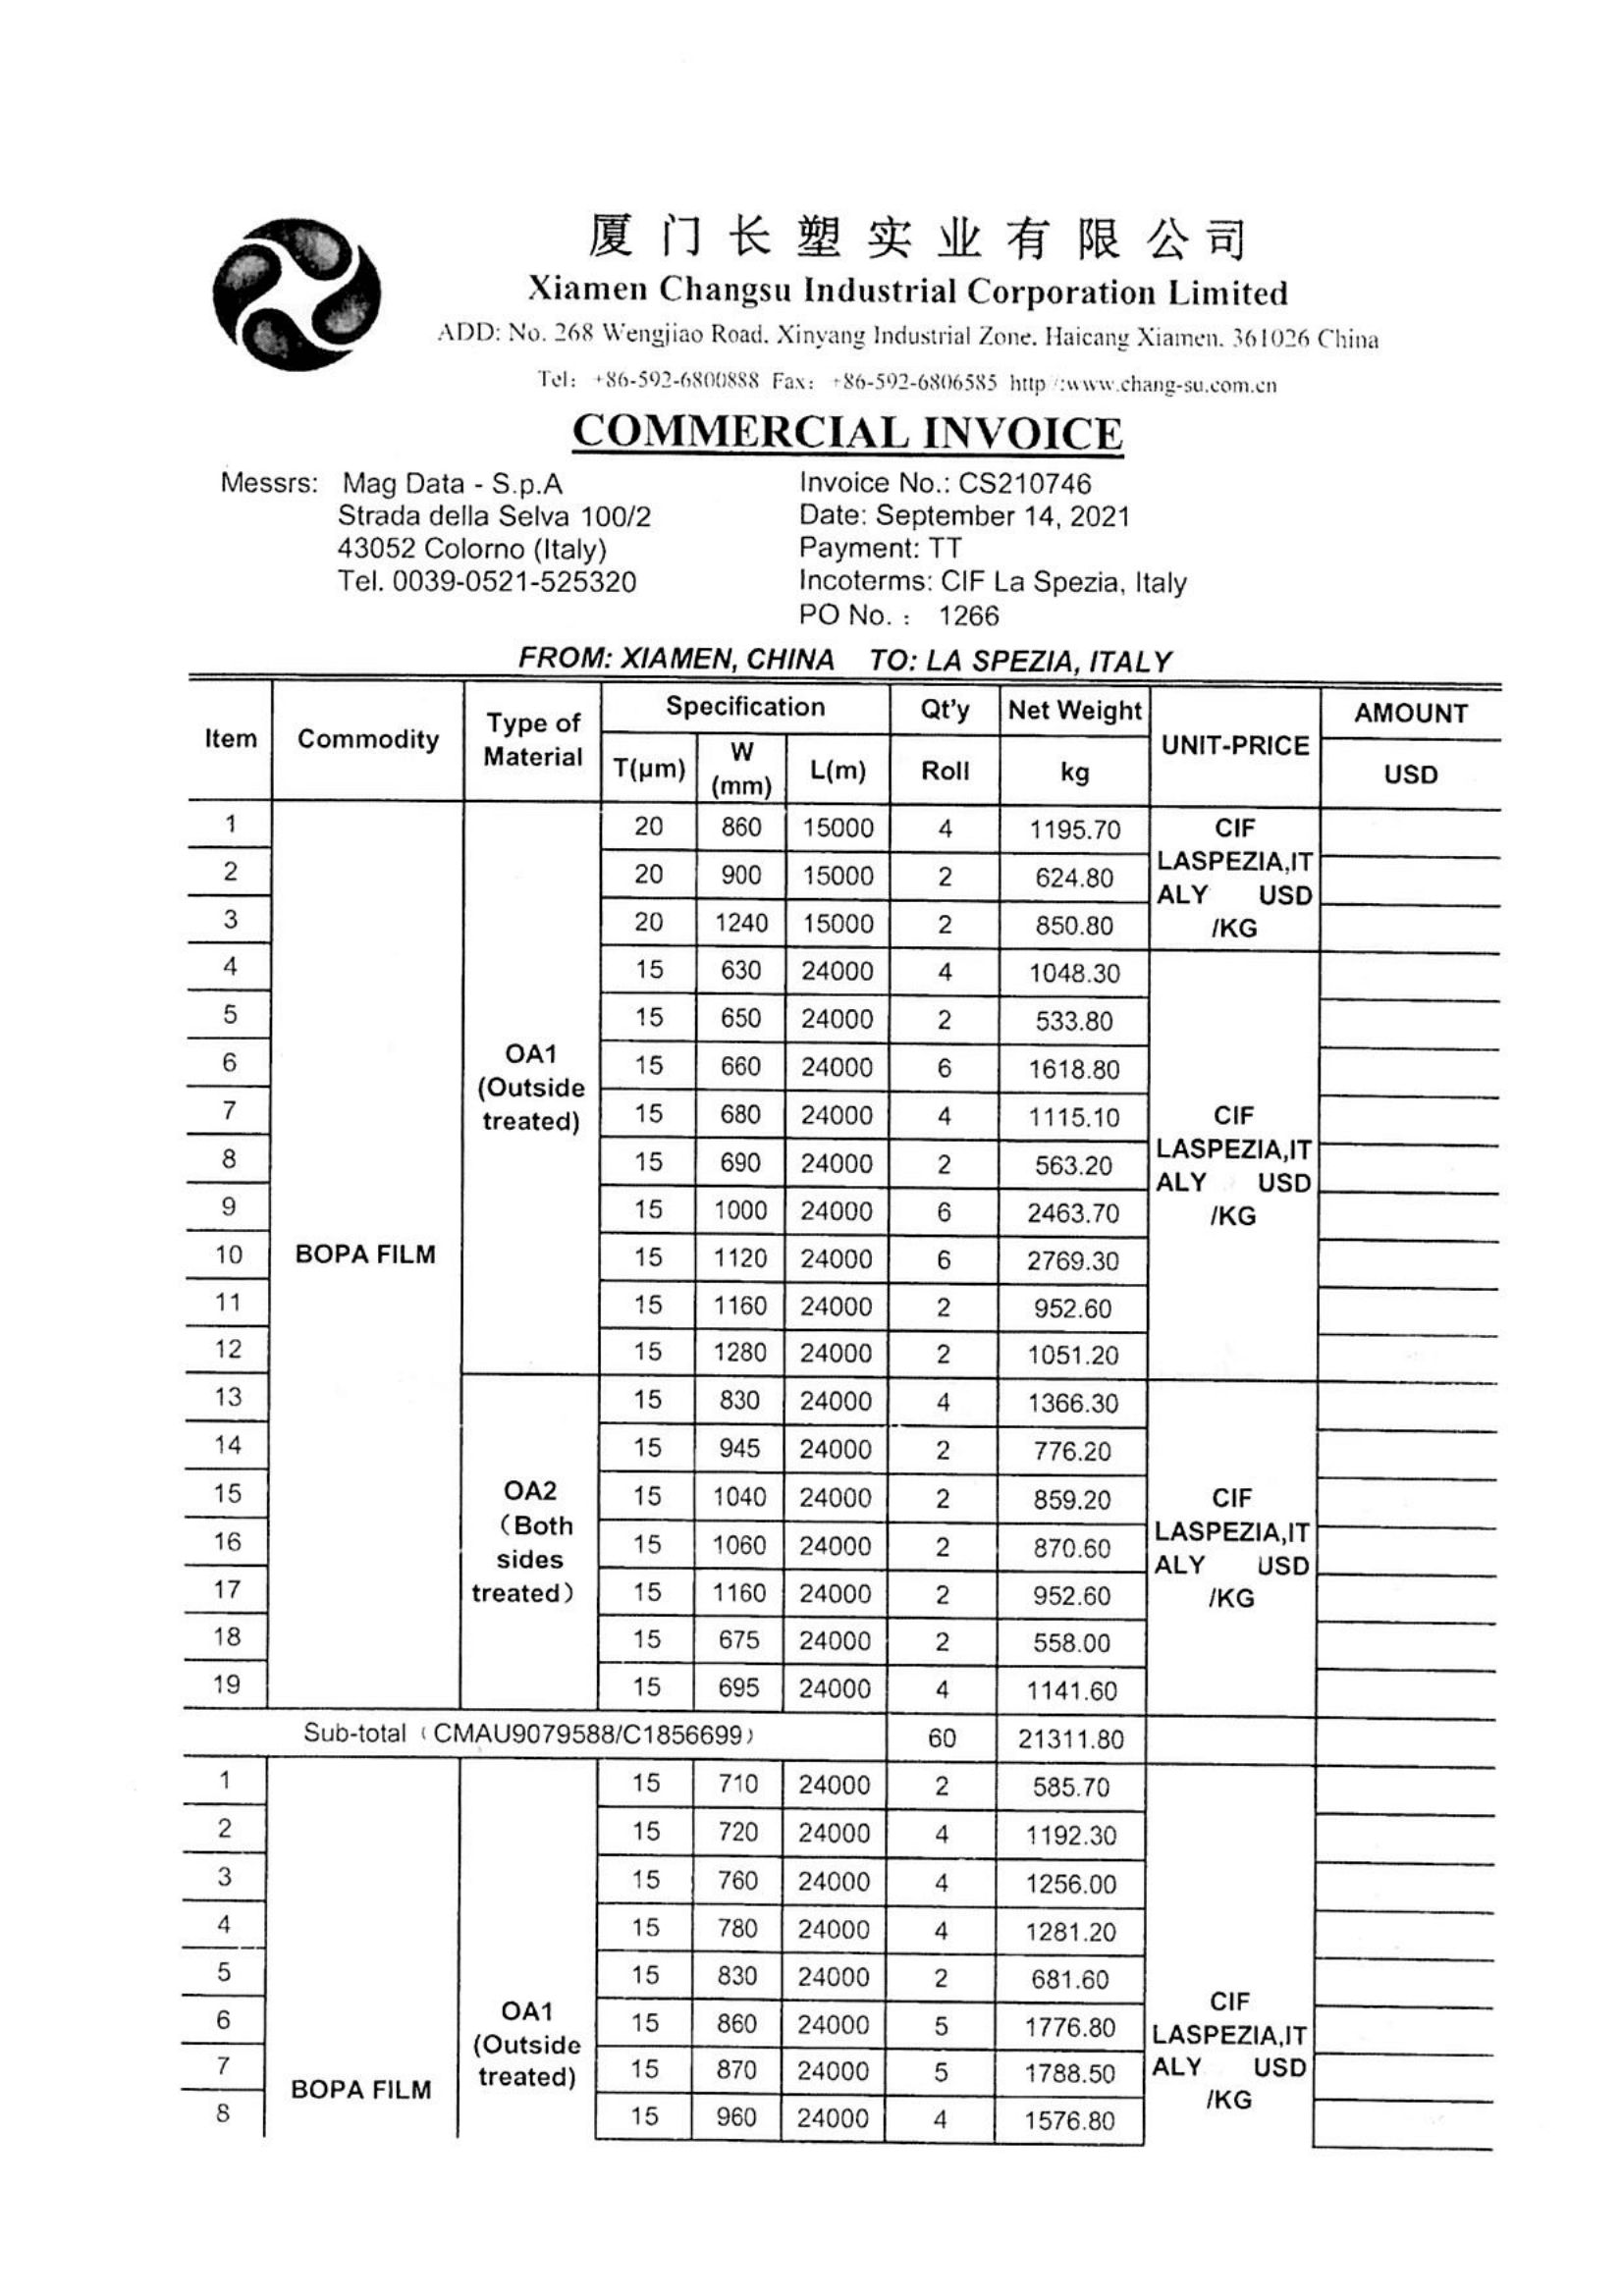 厦门长塑实业有限公司
Xiamen Changsu Industrial Corporation Limited
ADD: No. 268 Wengjiao Road, Xinyang Industrial Zone, Haicang Xiamen, 361026 China
Tel: +86-592-6800888 Fax: +86-592-6806585 http /:www.chang-su.com.cn
COMMERCIAL INVOICE
Messrs: Mag Data - S.p.A
Strada della Selva 100/2
43052 Colorno (Italy)
Tel. 0039-0521-525320
Invoice No.: CS210746
Date: September 14, 2021
Payment: TT
Incoterms: CIF La Spezia, Italy
PO No.: 1266
FROM: XIAMEN, CHINA TO: LA SPEZIA, ITALY
Item Commodity Type of Material Specification Qt'y Net Weight UNIT-PRICE AMOUNT
T(μm) W (mm) L(m) Roll kg USD
1 20 860 15000 4 1195.70
2 20 900 15000 2 624.80
3 20 1240 15000 2 850.80
CIF
LASPEZIA,IT
ALY USD
/KG
4 15 630 24000 4 1048.30
5 15 650 24000 2 533.80
6 15 660 24000 6 1618.80
7 15 680 24000 4 1115.10
8 15 690 24000 2 563.20
9 15 1000 24000 6 2463.70
10 15 1120 24000 6 2769.30
11 15 1160 24000 2 952.60
12 15 1280 24000 2 1051.20
OA1
(Outside
treated)
CIF
LASPEZIA,IT
ALY USD
/KG
BOPA FILM
13 15 830 24000 4 1366.30
14 15 945 24000 2 776.20
15 15 1040 24000 2 859.20
16 15 1060 24000 2 870.60
17 15 1160 24000 2 952.60
18 15 675 24000 2 558.00
19 15 695 24000 4 1141.60
OA2
（Both
sides
treated）
CIF
LASPEZIA,IT
ALY USD
/KG
Sub-total（CMAU9079588/C1856699） 60 21311.80
1 15 710 24000 2 585.70
2 15 720 24000 4 1192.30
3 15 760 24000 4 1256.00
4 15 780 24000 4 1281.20
5 15 830 24000 2 681.60
6 15 860 24000 5 1776.80
7 15 870 24000 5 1788.50
8 15 960 24000 4 1576.80
BOPA FILM
OA1
(Outside
treated)
CIF
LASPEZIA,IT
ALY USD
/KG